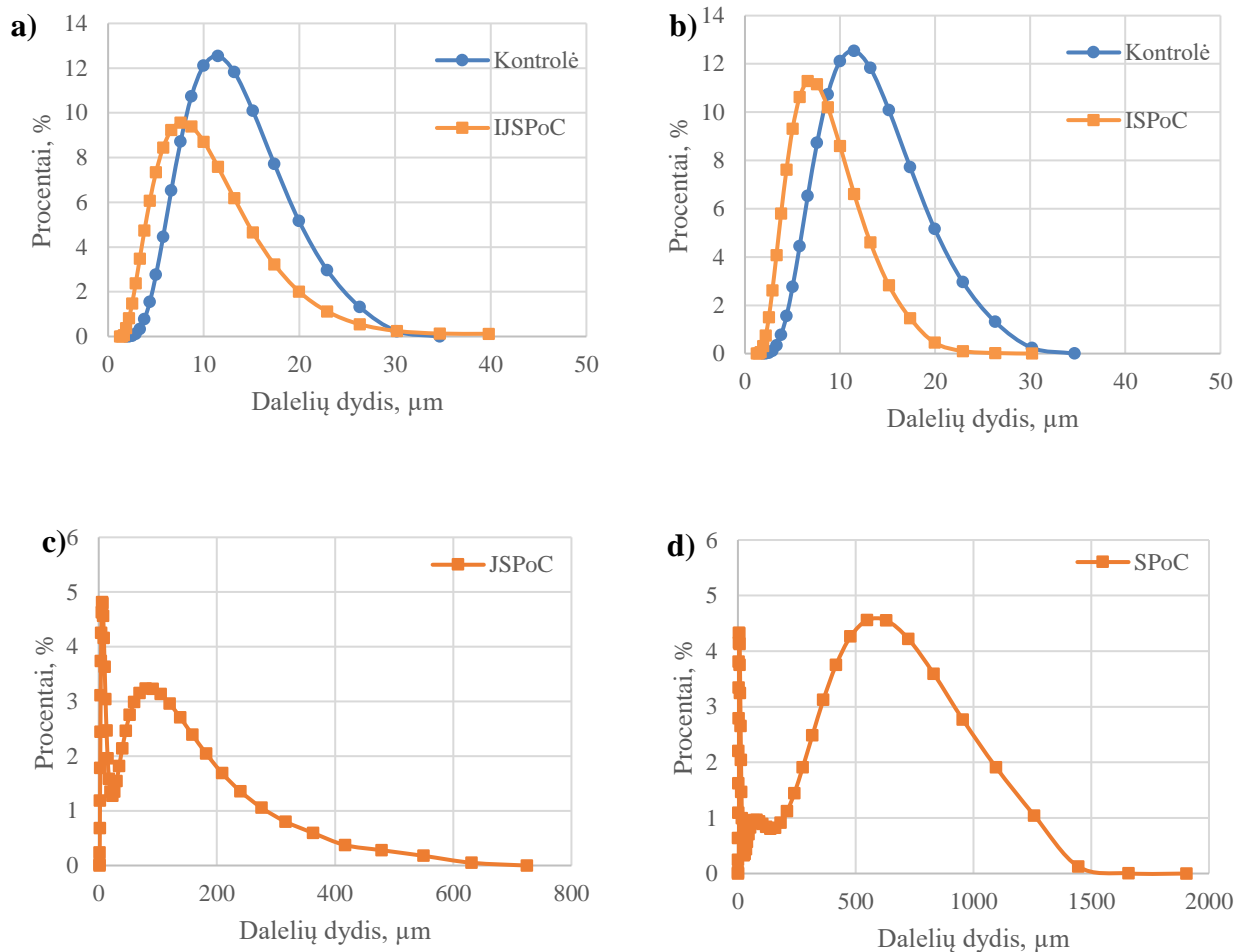 a)
14
12
10
8
6
4
2
0
Procentai, %
Kontrolė
IJSPoC
0 10 20 30 40 50
Dalelių dydis, µm
b)
14
12
10
8
6
4
2
0
Procentai, %
Kontrolė
ISPoC
0 10 20 30 40 50
Dalelių dydis, µm
c)
6
5
4
3
2
1
0
Procentai, %
JSPoC
0 200 400 600 800
Dalelių dydis, µm
d)
6
5
4
3
2
1
0
Procentai, %
SPoC
0 500 1000 1500 2000
Dalelių dydis, µm